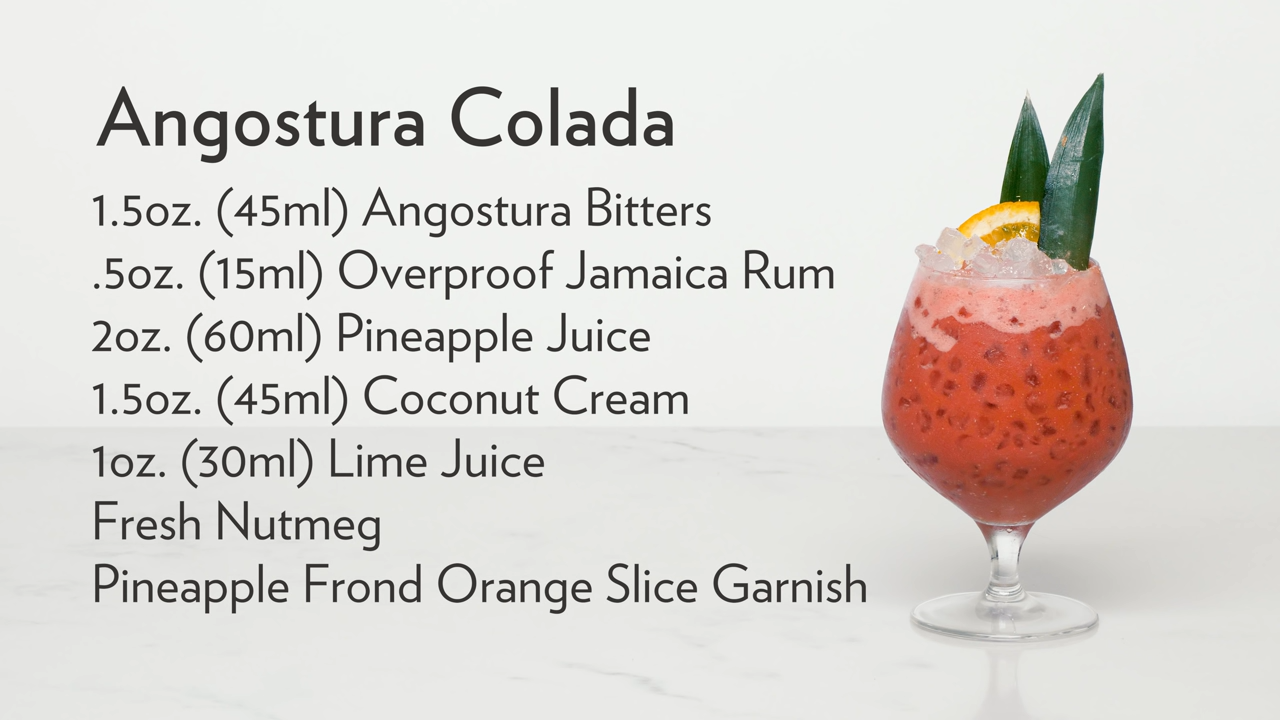 Angostura Colada
1.5oz. (45ml) Angostura Bitters
.5oz. (15ml) Overproof Jamaica Rum
2oz. (60ml) Pineapple Juice
1.5oz. (45ml) Coconut Cream
1oz. (30ml) Lime Juice
Fresh Nutmeg
Pineapple Frond Orange Slice Garnish